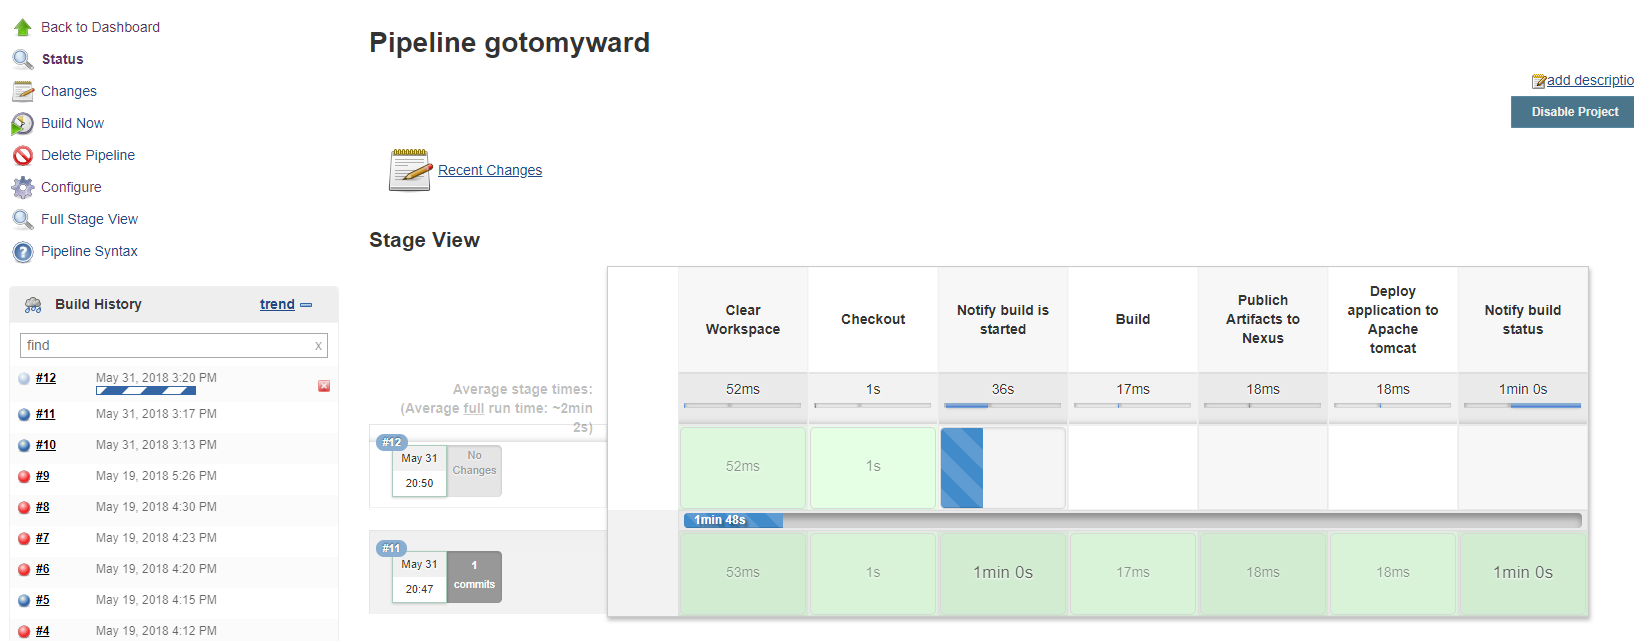 Back to Dashboard
Status
Changes
Build Now
Delete Pipeline
Configure
Full Stage View
Pipeline Syntax
Build History
trend
find
x
#12
May 31, 2018 3:20 PM
#11
May 31, 2018 3:17 PM
#10
May 31, 2018 3:13 PM
#9
May 19, 2018 5:26 PM
#8
May 19, 2018 4:30 PM
#7
May 19, 2018 4:23 PM
#6
May 19, 2018 4:20 PM
#5
May 19, 2018 4:15 PM
#4
May 19, 2018 4:12 PM
Pipeline gotomyward
add descriptio
Disable Project
Recent Changes
Stage View
Clear
Workspace
Checkout
Notify build is
started
Build
Publish
Artifacts to
Nexus
Deploy
application to
Apache
tomcat
Notify build
status
Average stage times:
(Average full run time: ~2min
2s)
52ms
1s
36s
17ms
18ms
18ms
1min 0s
#12
May 31
20:50
No
Changes
52ms
1s
1min 48s
#11
May 31
20:47
1
commits
53ms
1s
1min 0s
17ms
18ms
18ms
1min 0s